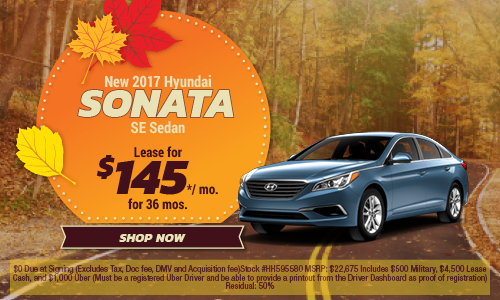 New 2017 Hyundai
SONATA
SE Sedan
Lease for
$145*/ mo.
for 36 mos.
SHOP NOW
$0 Due at Signing (Excludes Tax, Doc fee, DMV and Acquisition fee)Stock #HH595580 MSRP: $22,675 Includes $500 Military, $4,500 Lease
Cash, and $1,000 Uber (Must be a registered Uber Driver and be able to provide a printout from the Driver Dashboard as proof of registration)
Residual: 50%